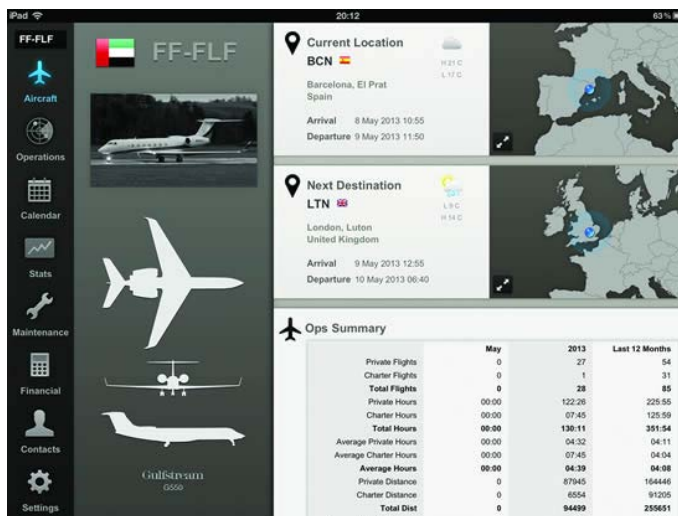 iPad 20:12 63%
FF-FLF
Aircraft
Operations
Calendar
Stats
Maintenance
Financial
Contacts
Settings
FF-FLF
Gulfstream
G550
Current Location
BCN
H 21 C
L 17 C
Barcelona, El Prat
Spain
Arrival 8 May 2013 10:55
Departure 9 May 2013 11:50
Next Destination
LTN
L 9 C
H 14 C
London, Luton
United Kingdom
Arrival 9 May 2013 12:55
Departure 10 May 2013 06:40
Ops Summary
May 2013 Last 12 Months
Private Flights 0 27 54
Charter Flights 0 1 31
Total Flights 0 28 85
Private Hours 00:00 122:26 225:55
Charter Hours 00:00 07:45 125:59
Total Hours 00:00 130:11 351:54
Average Private Hours 00:00 04:32 04:11
Average Charter Hours 00:00 07:45 04:04
Average Hours 00:00 04:39 04:08
Private Distance 0 87945 164446
Charter Distance 0 6554 91205
Total Dist 0 94499 255651